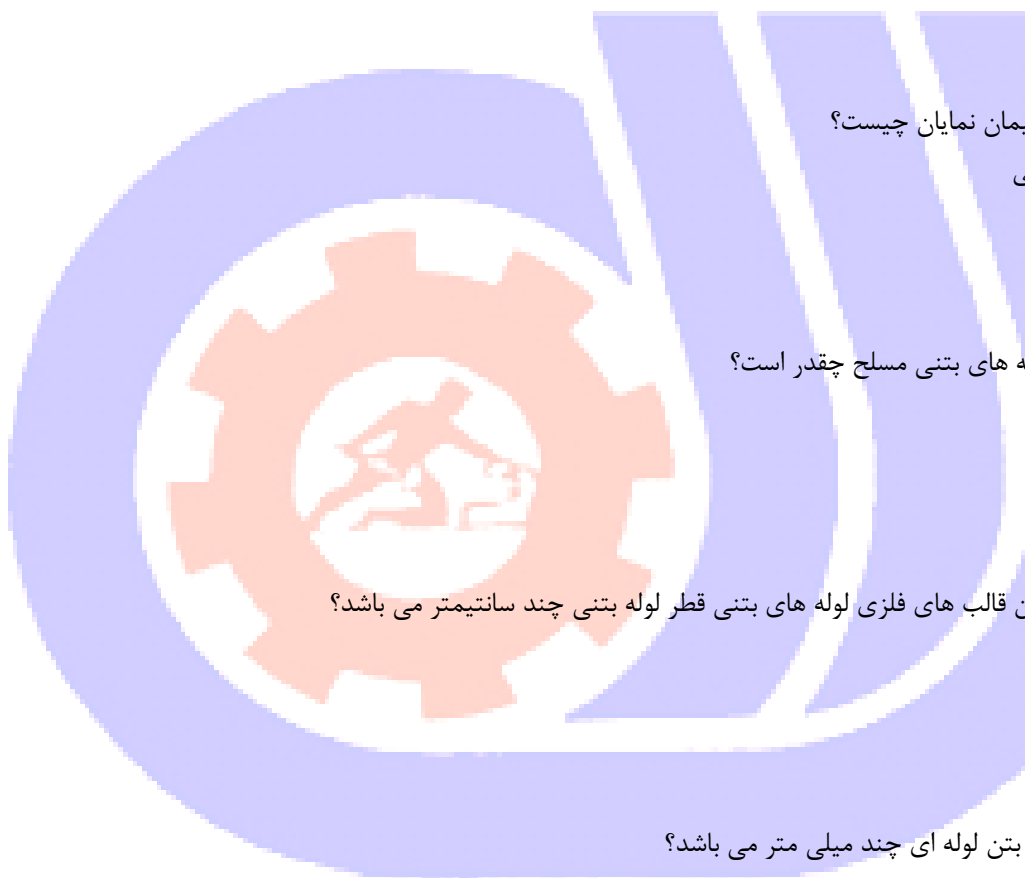 یمان نمایان چیست؟
ی
ه های بتنی مسلح چقدر است؟
ن قالب های فلزی لوله های بتنی قطر لوله بتنی چند سانتیمتر می باشد؟
بتن لوله ای چند میلی متر می باشد؟